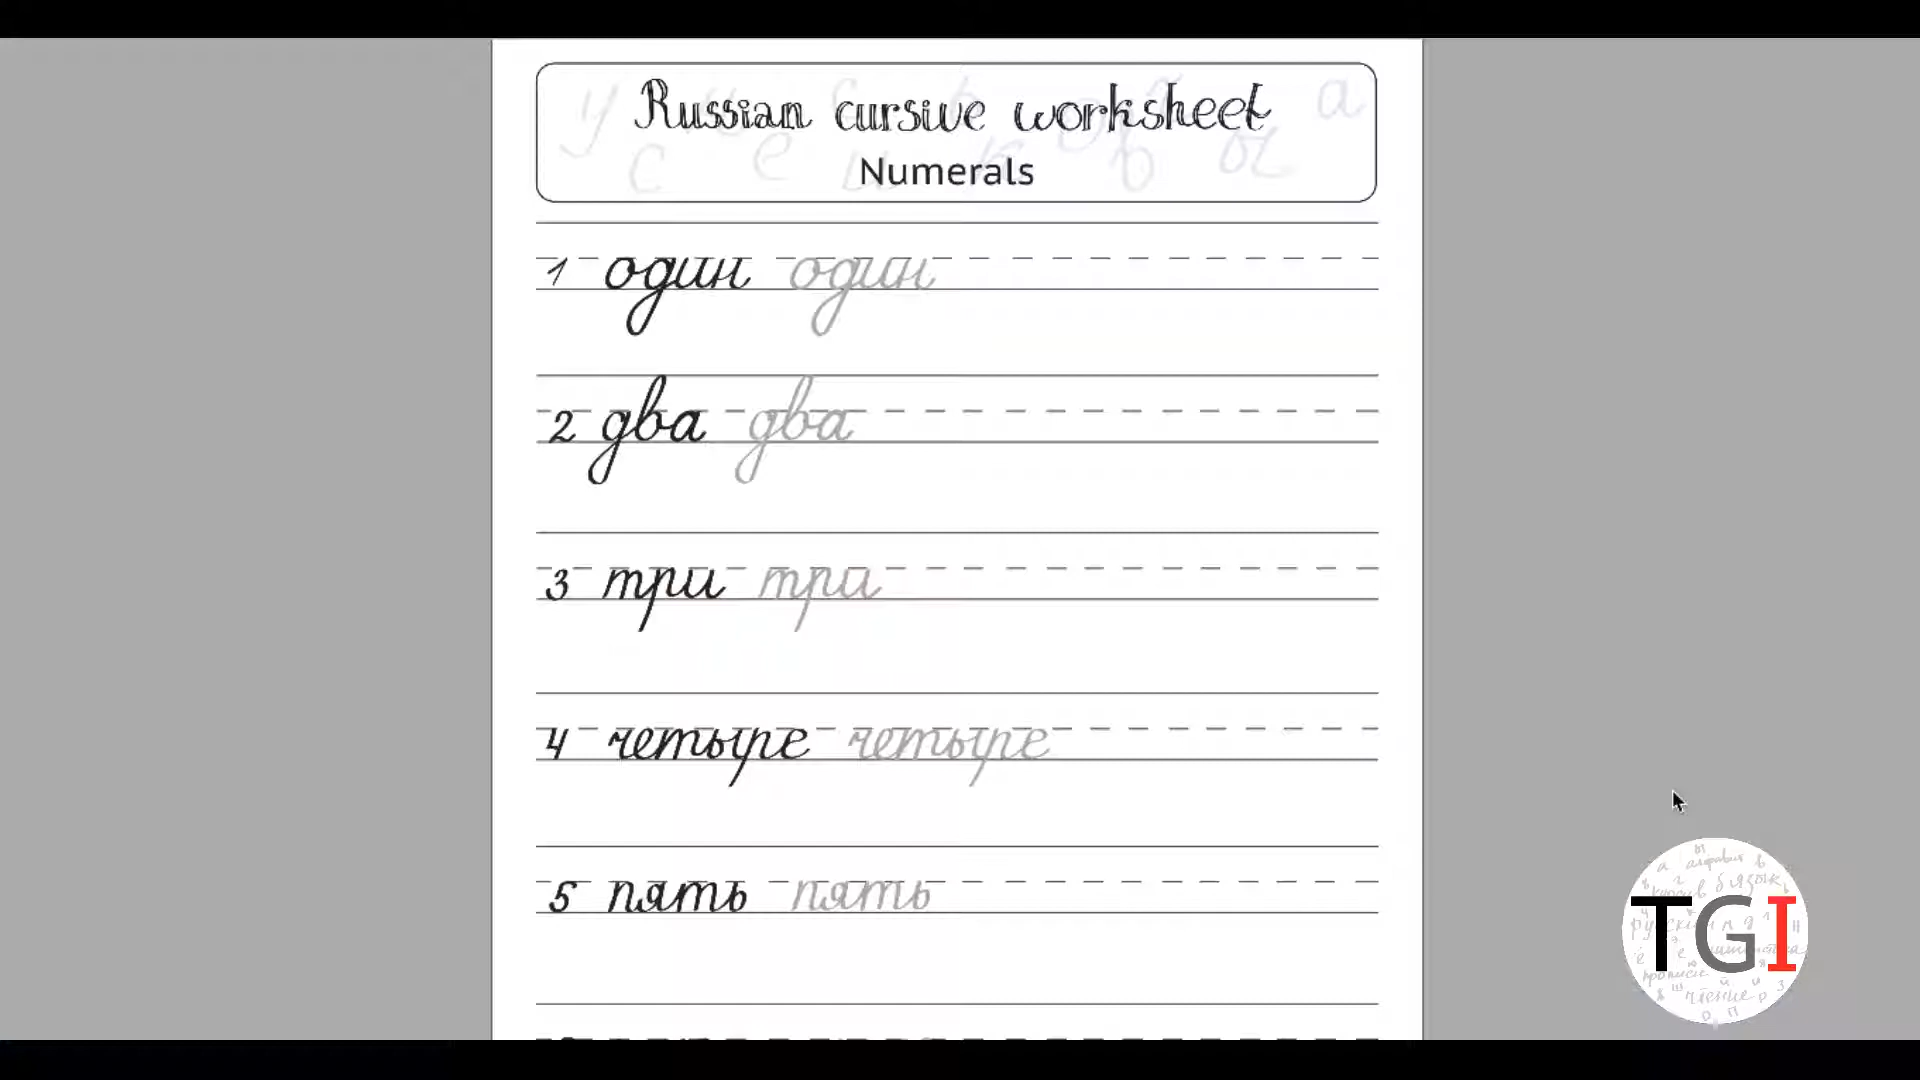 Russian cursive worksheet
Numerals
1 один один
2 два два
3 три три
4 четыре четыре
5 пять пять
TGI